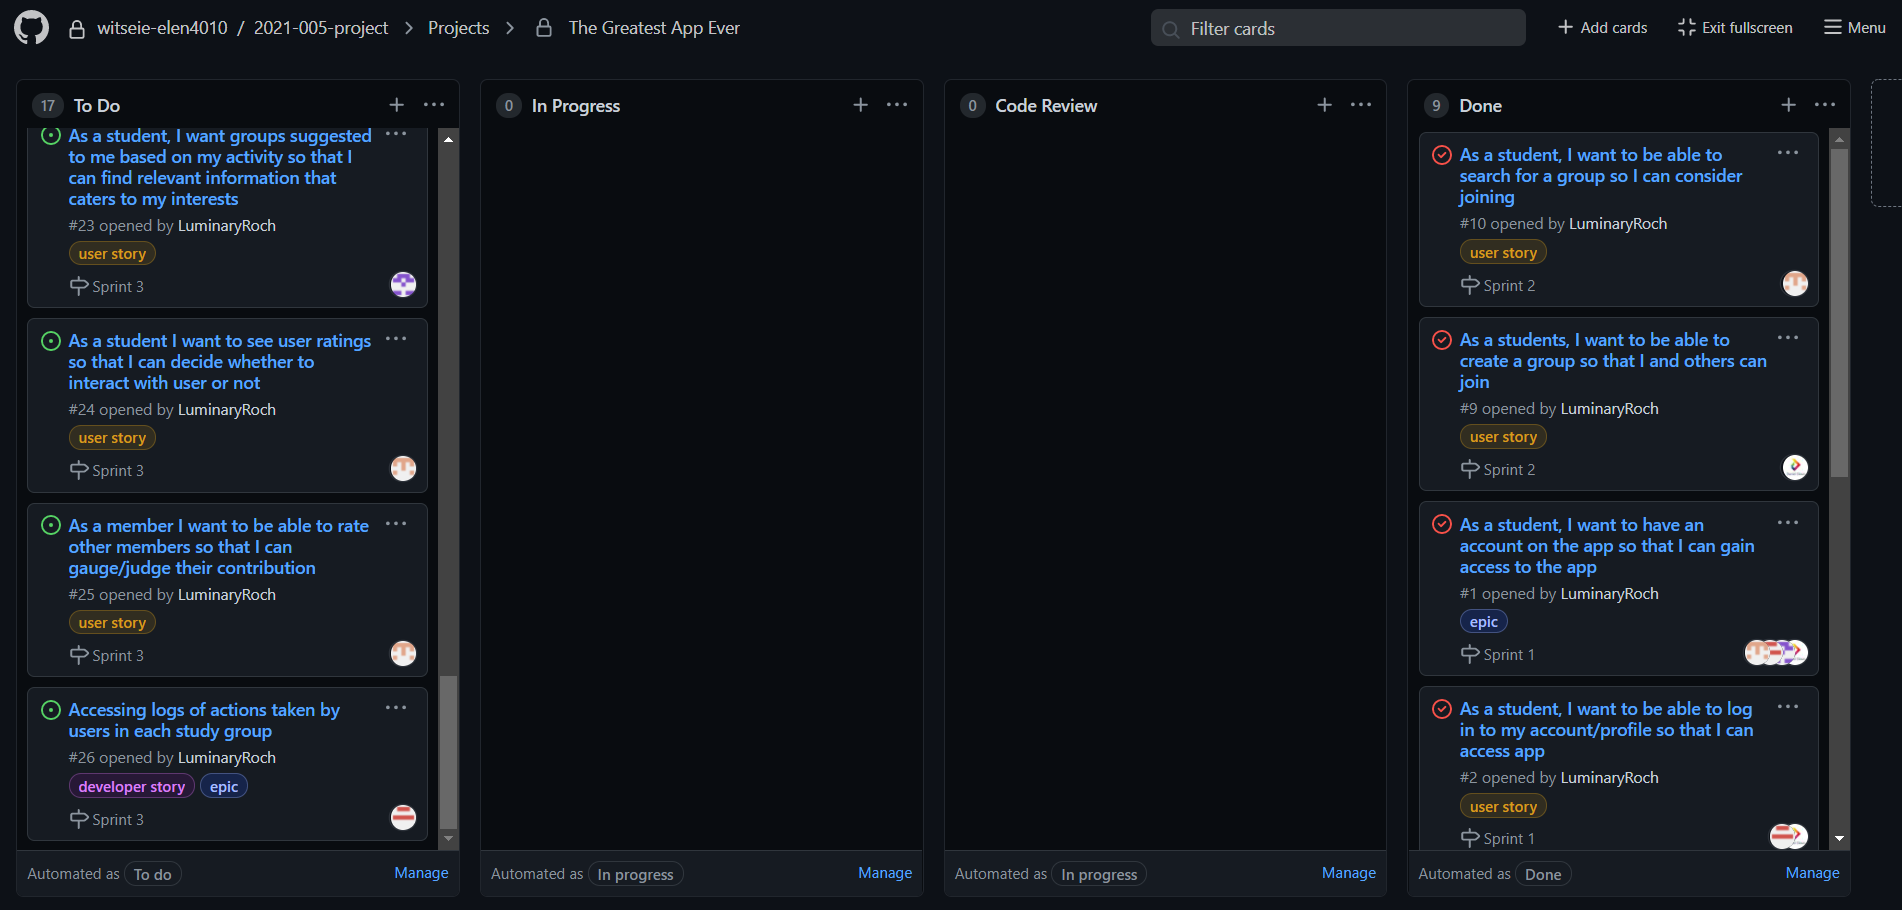 witseie-elen4010 / 2021-005-project > Projects > The Greatest App Ever
Filter cards
Add cards
Exit fullscreen
Menu
17 To Do
As a student, I want groups suggested
to me based on my activity so that I
can find relevant information that
caters to my interests
#23 opened by LuminaryRoch
user story
Sprint 3
As a student I want to see user ratings
so that I can decide whether to
interact with user or not
#24 opened by LuminaryRoch
user story
Sprint 3
As a member I want to be able to rate
other members so that I can
gauge/judge their contribution
#25 opened by LuminaryRoch
user story
Sprint 3
Accessing logs of actions taken by
users in each study group
#26 opened by LuminaryRoch
developer story epic
Sprint 3
Automated as To do Manage
0 In Progress
Automated as In progress Manage
0 Code Review
Automated as In progress Manage
9 Done
As a student, I want to be able to
search for a group so I can consider
joining
#10 opened by LuminaryRoch
user story
Sprint 2
As a students, I want to be able to
create a group so that I and others can
join
#9 opened by LuminaryRoch
user story
Sprint 2
As a student, I want to have an
account on the app so that I can gain
access to the app
#1 opened by LuminaryRoch
epic
Sprint 1
As a student, I want to be able to log
in to my account/profile so that I can
access app
#2 opened by LuminaryRoch
user story
Sprint 1
Automated as Done Manage